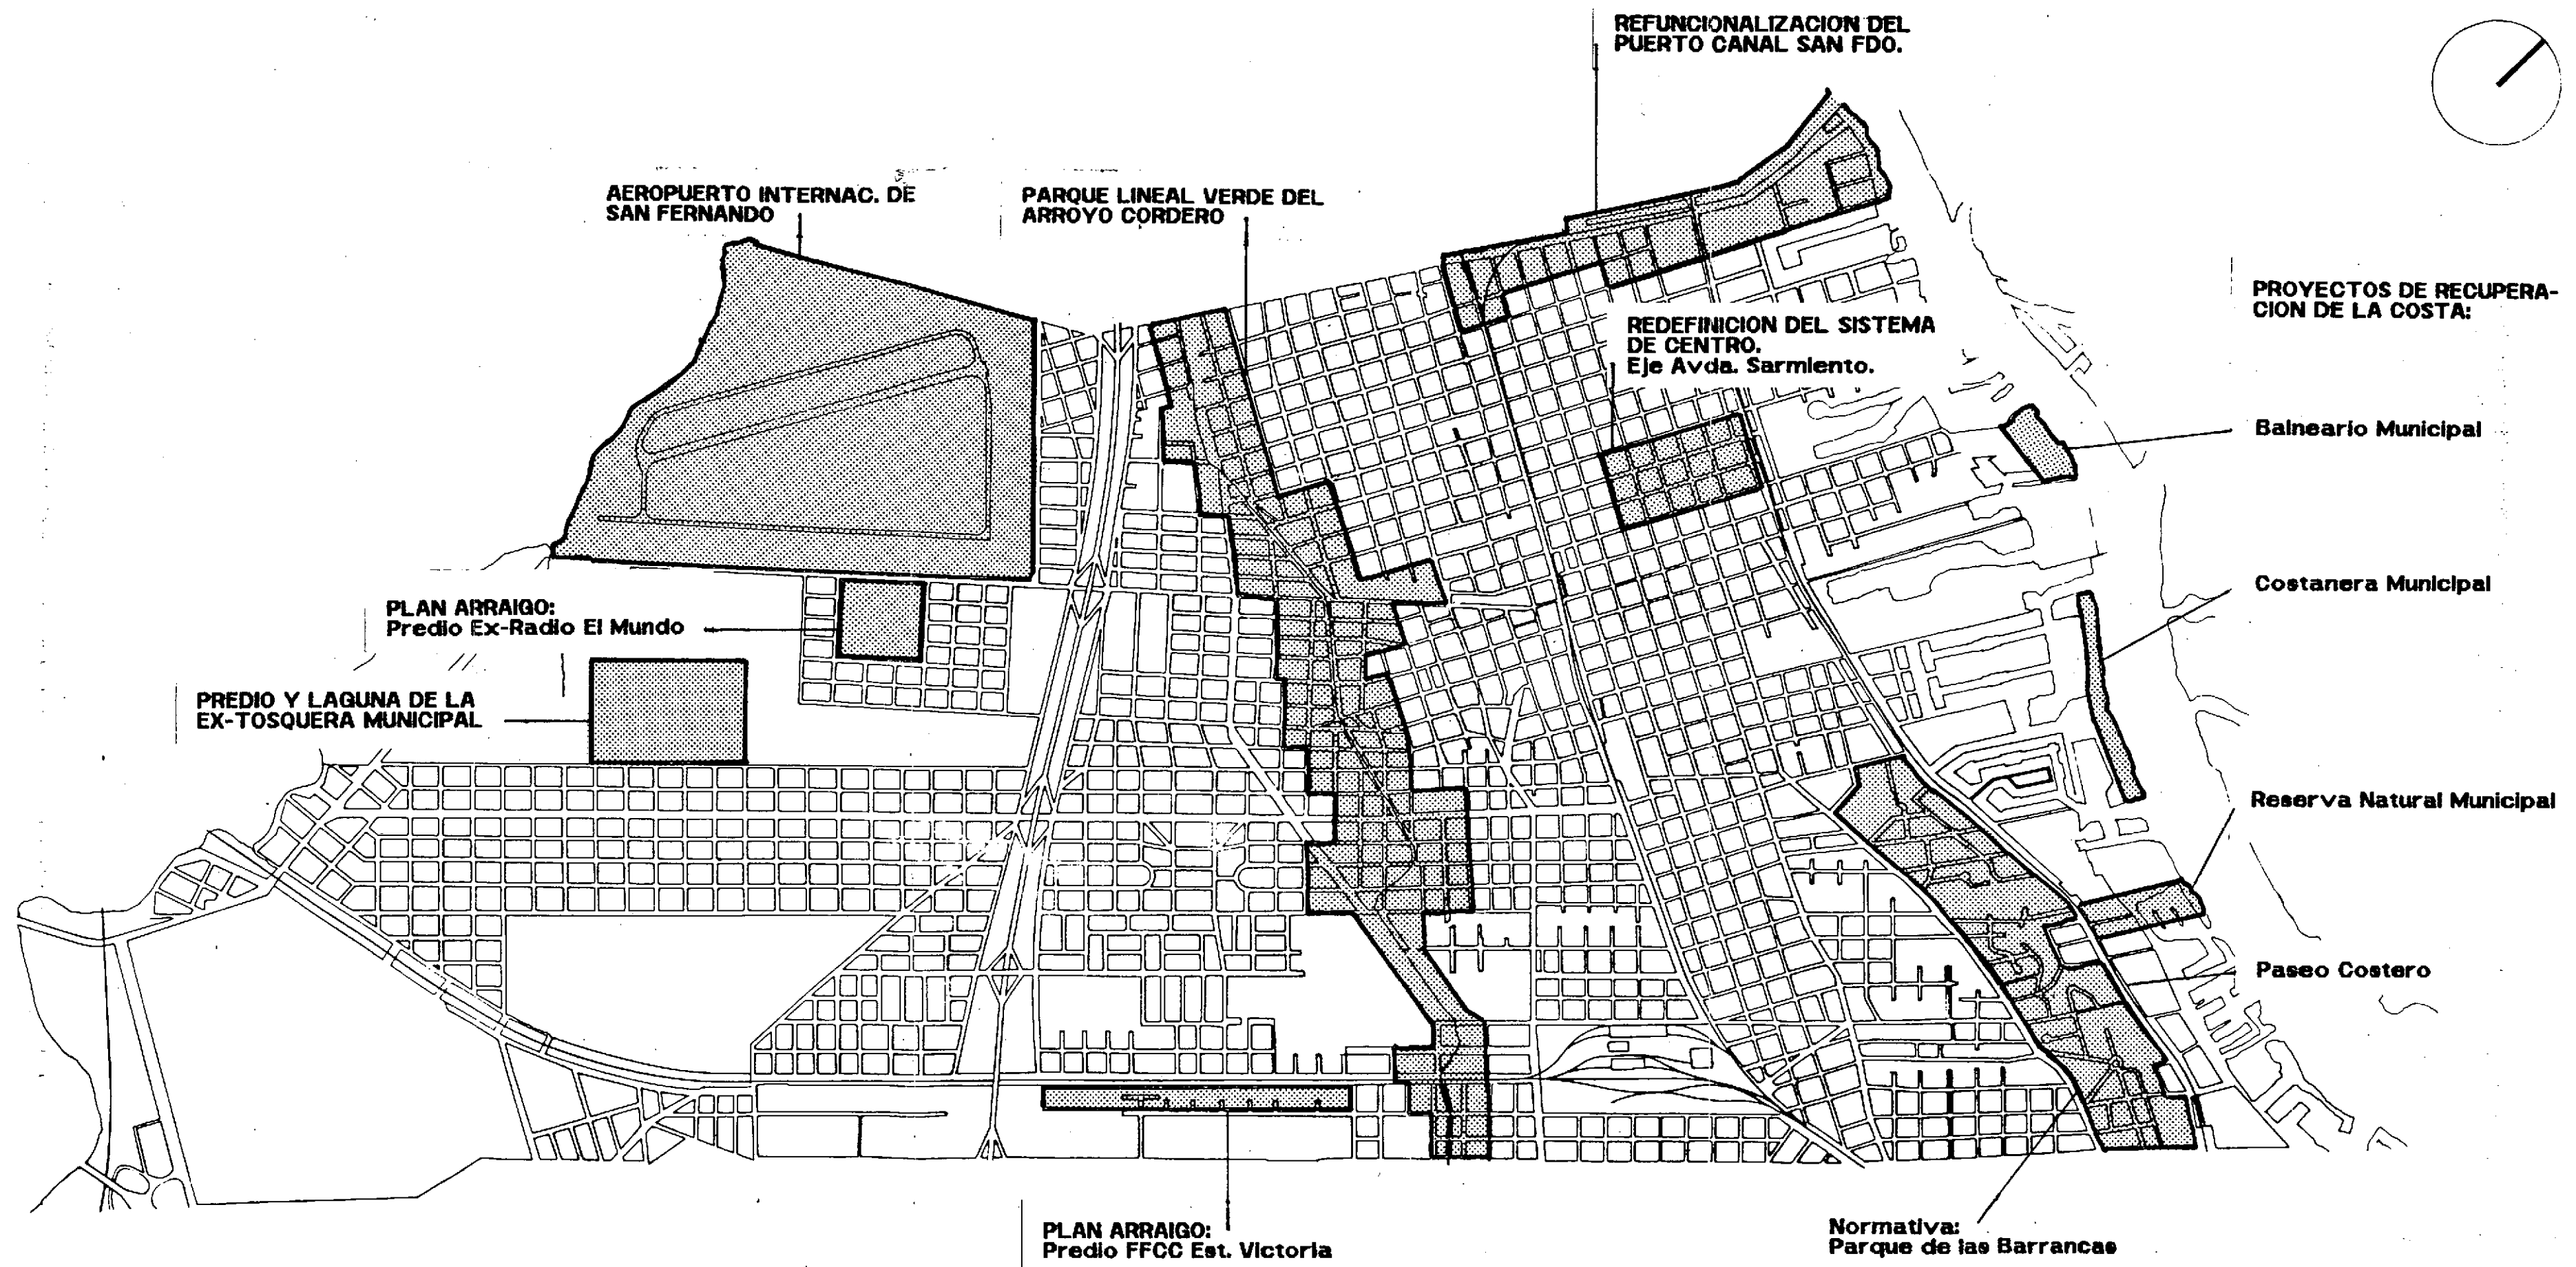 REFUNCIONALIZACION DEL
PUERTO CANAL SAN FDO.
AEROPUERTO INTERNAC. DE
SAN FERNANDO
PARQUE LINEAL VERDE DEL
ARROYO CORDERO
PROYECTOS DE RECUPERA-
CION DE LA COSTA:
REDEFINICION DEL SISTEMA
DE CENTRO.
Eje Avda. Sarmiento.
Balneario Municipal
Costanera Municipal
PLAN ARRAIGO:
Predio Ex-Radio El Mundo
PREDIO Y LAGUNA DE LA
EX-TOSQUERA MUNICIPAL
Reserva Natural Municipal
Paseo Costero
PLAN ARRAIGO:
Predio FFCC Est. Victoria
Normativa:
Parque de las Barrancas